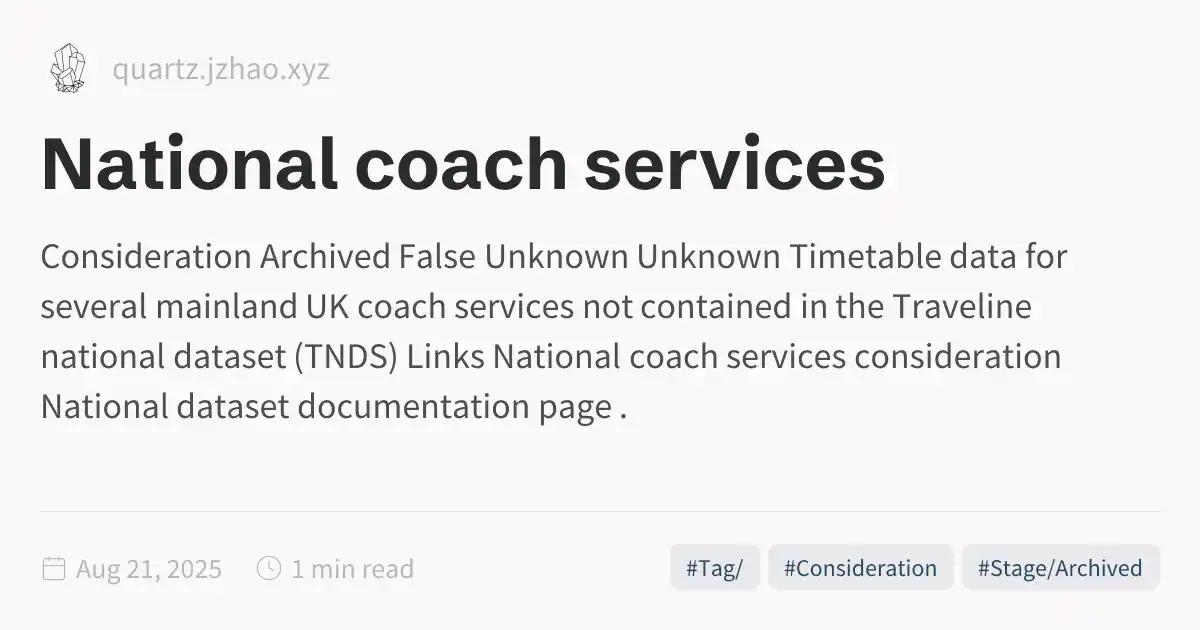 quartz.jzhao.xyz
National coach services
Consideration Archived False Unknown Unknown Timetable data for
several mainland UK coach services not contained in the Traveline
national dataset (TNDS) Links National coach services consideration
National dataset documentation page .
Aug 21, 2025 1 min read #Tag/ #Consideration #Stage/Archived